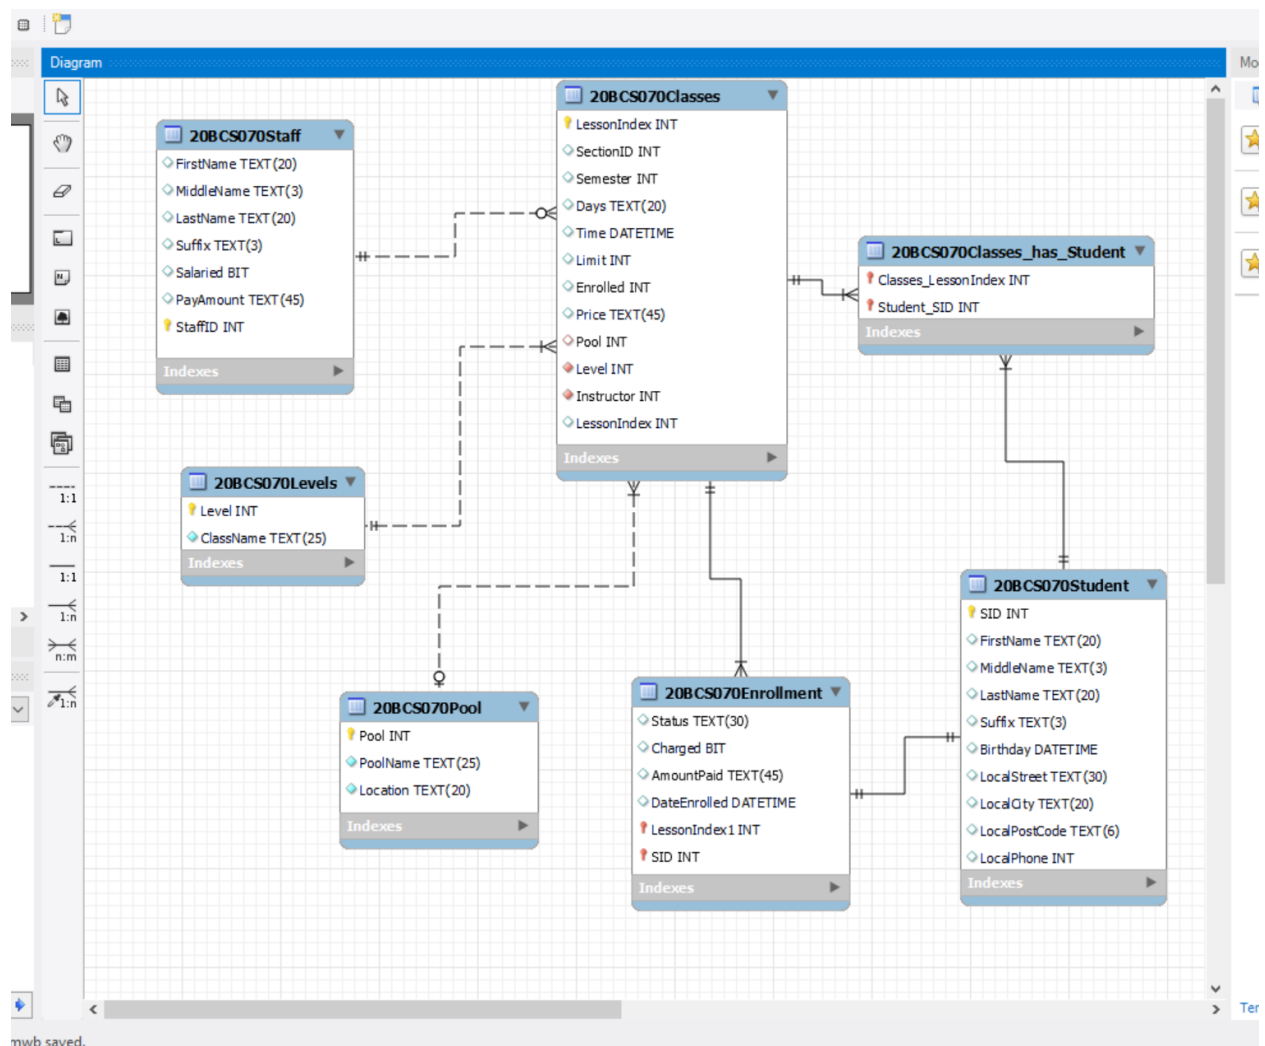 Diagram
Mo
20BCS070Staff
FirstName TEXT(20)
MiddleName TEXT(3)
LastName TEXT(20)
Suffix TEXT(3)
Salaried BIT
PayAmount TEXT(45)
StaffID INT
Indexes
20BCS070Classes
LessonIndex INT
SectionID INT
Semester INT
Days TEXT(20)
Time DATETIME
Limit INT
Enrolled INT
Price TEXT(45)
Pool INT
Level INT
Instructor INT
LessonIndex INT
Indexes
20BCS070Classes_has_Student
Classes_LessonIndex INT
Student_SID INT
Indexes
20BCS070Levels
Level INT
ClassName TEXT(25)
Indexes
20BCS070Pool
Pool INT
PoolName TEXT(25)
Location TEXT(20)
Indexes
20BCS070Enrollment
Status TEXT(30)
Charged BIT
AmountPaid TEXT(45)
DateEnrolled DATETIME
LessonIndex1 INT
SID INT
Indexes
20BCS070Student
SID INT
FirstName TEXT(20)
MiddleName TEXT(3)
LastName TEXT(20)
Suffix TEXT(3)
Birthday DATETIME
LocalStreet TEXT(30)
LocalCity TEXT(20)
LocalPostCode TEXT(6)
LocalPhone INT
Indexes
1:1
1:n
1:1
1:n
n:m
1:n
Ter
mwb saved.